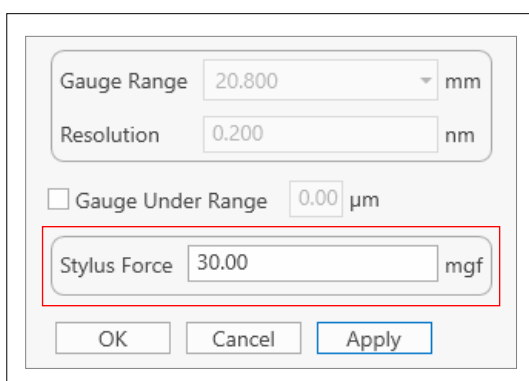 Gauge Range 20.800 mm
Resolution 0.200 nm
Gauge Under Range 0.00 µm
Stylus Force 30.00 mgf
OK Cancel Apply